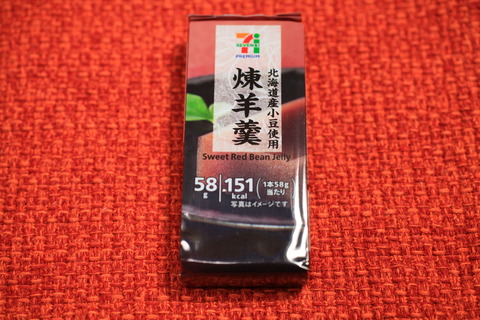 SEVEN&i
PREMIUM
北海道産小豆使用
煉羊羹
Sweet Red Bean Jelly
58g
151kcal
(1本58g当たり)
写真はイメージです